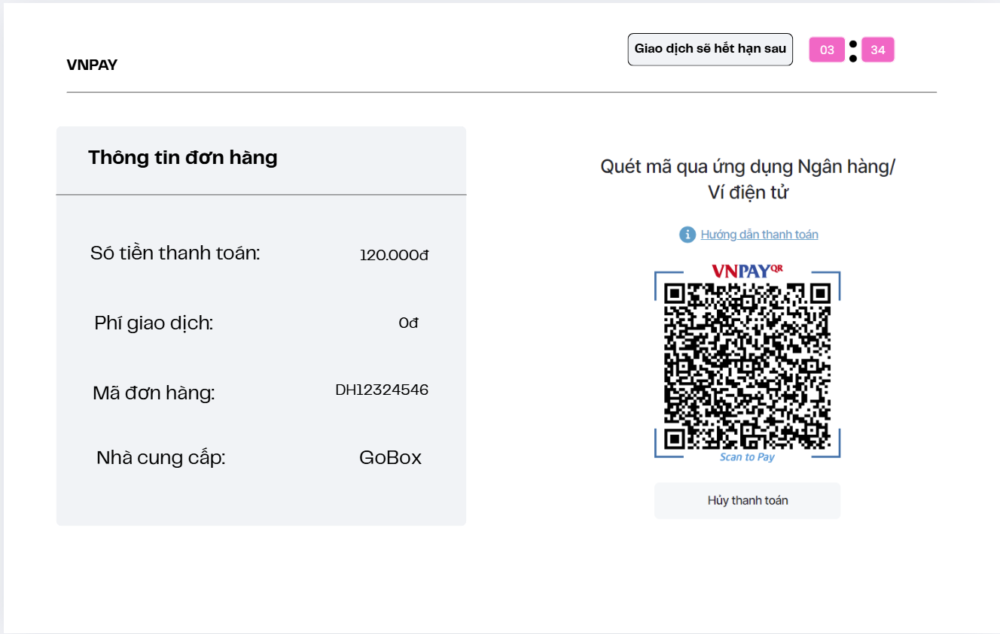 VNPAY
Giao dịch sẽ hết hạn sau
03 : 34
Thông tin đơn hàng
Só tiền thanh toán: 120.000đ
Phí giao dịch: 0đ
Mã đơn hàng: DH12324546
Nhà cung cấp: GoBox
Quét mã qua ứng dụng Ngân hàng/
Ví điện tử
i Hướng dẫn thanh toán
VNPAYQR
Scan to Pay
Hủy thanh toán